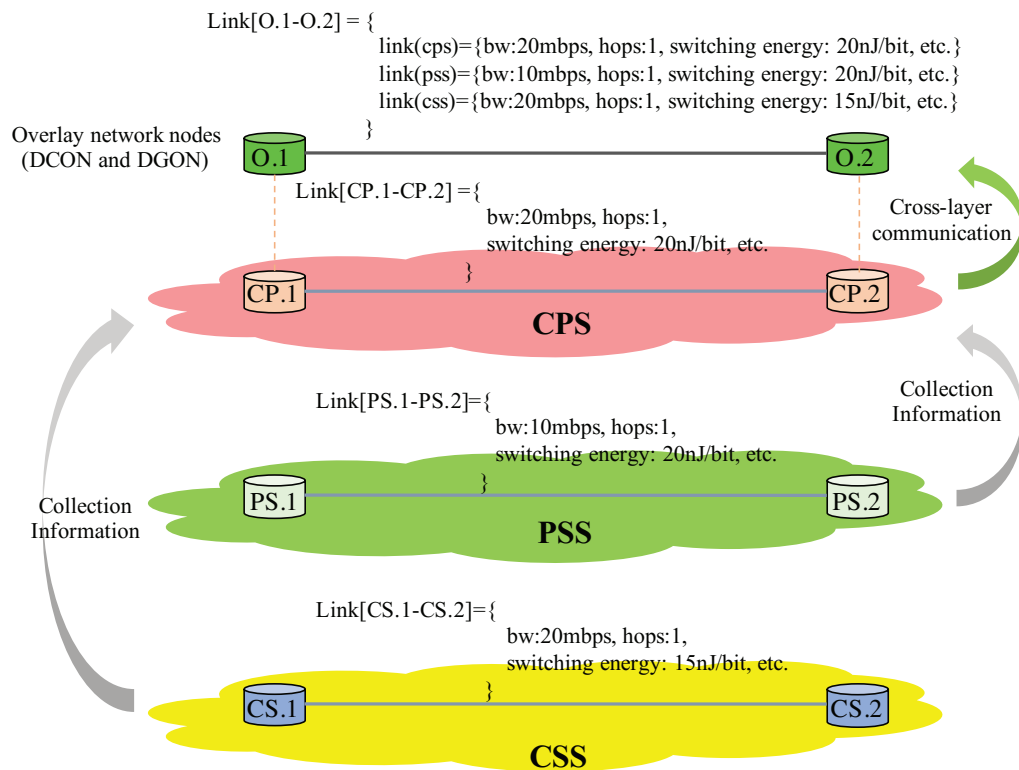 Link[O.1-O.2] = {
link(cps)={bw:20mbps, hops:1, switching energy: 20nJ/bit, etc.}
link(pss)={bw:10mbps, hops:1, switching energy: 20nJ/bit, etc.}
link(css)={bw:20mbps, hops:1, switching energy: 15nJ/bit, etc.}
}
Overlay network nodes
(DCON and DGON)
O.1
O.2
Link[CP.1-CP.2] ={
bw:20mbps, hops:1,
switching energy: 20nJ/bit, etc.
}
Cross-layer
communication
CP.1
CP.2
CPS
Link[PS.1-PS.2]={
bw:10mbps, hops:1,
switching energy: 20nJ/bit, etc.
}
Collection
Information
PS.1
PS.2
PSS
Collection
Information
Link[CS.1-CS.2]={
bw:20mbps, hops:1,
switching energy: 15nJ/bit, etc.
}
CS.1
CS.2
CSS